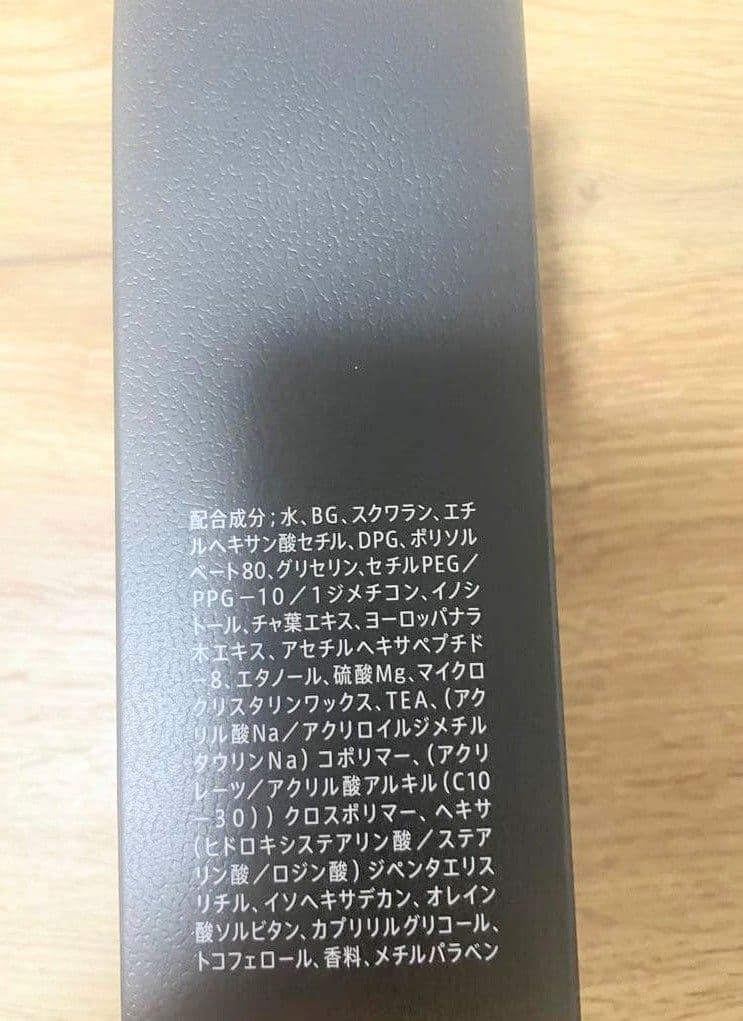 配合成分;水、BG、スクワラン、エチ
ルヘキサン酸セチル、DPG、ポリソル
ベート80、グリセリン、セチルPEG/
PPG-10/1ジメチコン、イノシ
トール、チャ葉エキス、ヨーロッパナラ
木エキス、アセチルヘキサペプチド
-8、エタノール、硫酸Mg、マイクロ
クリスタリンワックス、TEA、(アク
リル酸Na/アクリロイルジメチル
タウリンNa)コポリマー、(アクリ
レーツ/アクリル酸アルキル(C10
-30))クロスポリマー、ヘキサ
(ヒドロキシステアリン酸/ステア
リン酸/ロジン酸)ジペンタエリス
リチル、イソヘキサデカン、オレイン
酸ソルビタン、カプリリルグリコール、
トコフェロール、香料、メチルパラベン